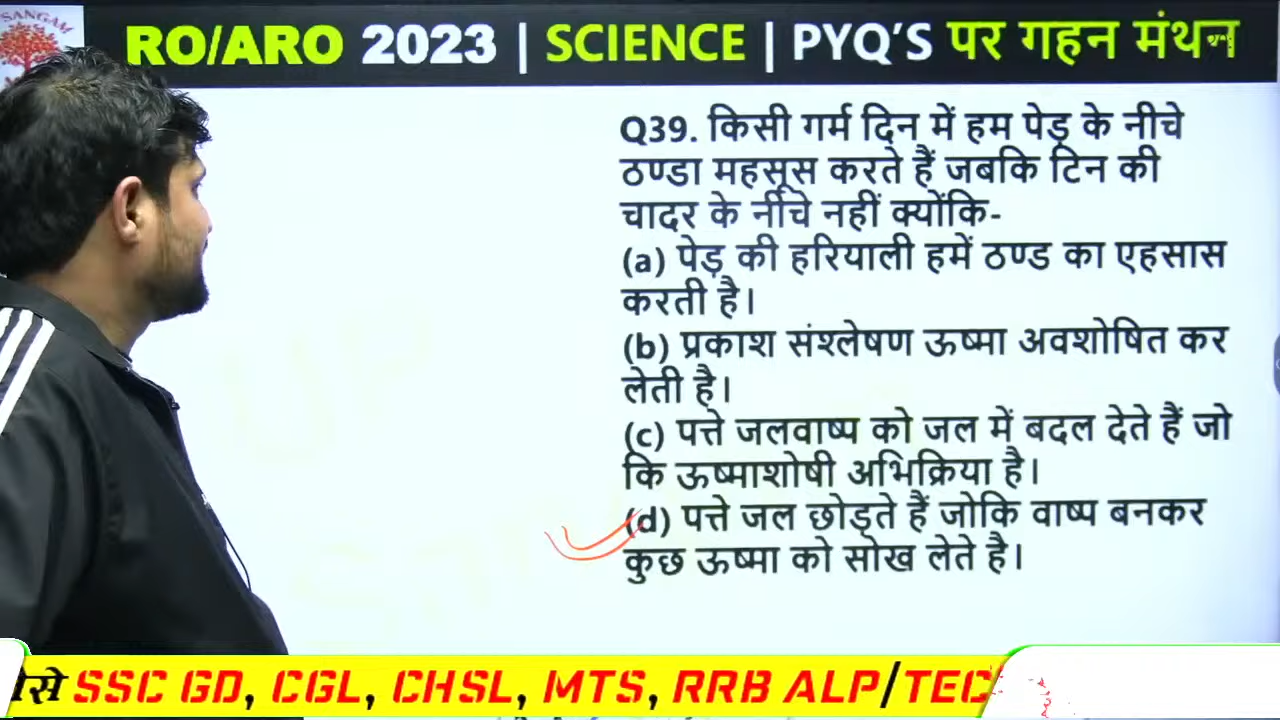 SANGAM
RO/ARO 2023 | SCIENCE | PYQ'S पर गहन मंथन
Q39. किसी गर्म दिन में हम पेड़ के नीचे
ठण्डा महसूस करते हैं जबकि टिन की
चादर के नीचे नहीं क्योंकि-
(a) पेड़ की हरियाली हमें ठण्ड का एहसास
करती है।
(b) प्रकाश संश्लेषण ऊष्मा अवशोषित कर
लेती है।
(c) पत्ते जलवाष्प को जल में बदल देते हैं जो
कि ऊष्माशोषी अभिक्रिया है।
(d) पत्ते जल छोड़ते हैं जोकि वाष्प बनकर
कुछ ऊष्मा को सोख लेते है।
SSC GD, CGL, CHSL, MTS, RRB ALP/TEC